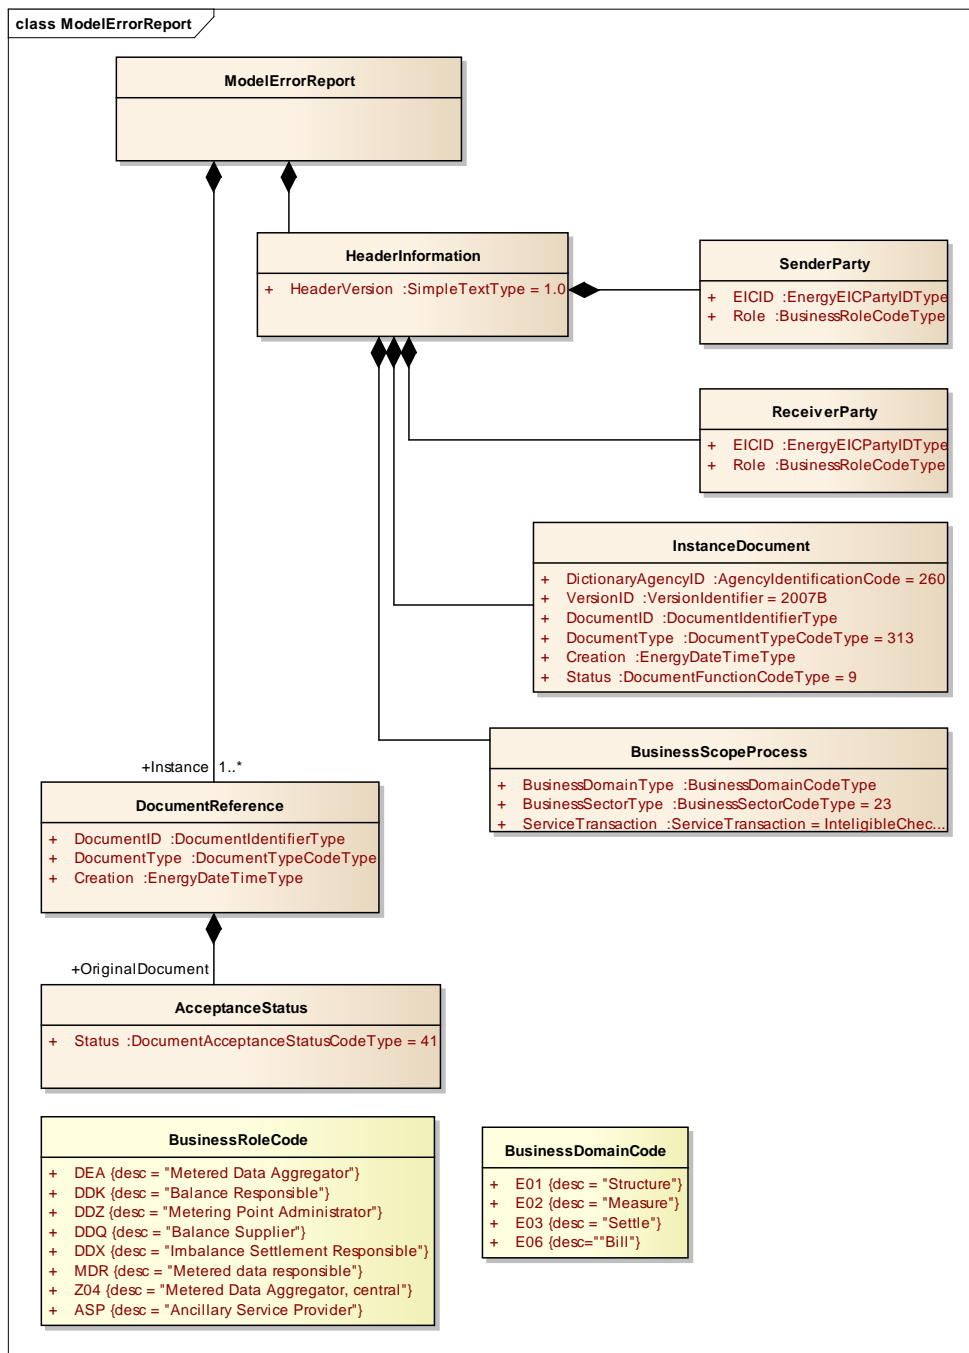 class ModelErrorReport
ModelErrorReport
HeaderInformation
+ HeaderVersion :SimpleTextType = 1.0
SenderParty
+ EICID :EnergyEICPartyIDType
+ Role :BusinessRoleCodeType
ReceiverParty
+ EICID :EnergyEICPartyIDType
+ Role :BusinessRoleCodeType
InstanceDocument
+ DictionaryAgencyID :AgencyIdentificationCode = 260
+ VersionID :VersionIdentifier = 2007B
+ DocumentID :DocumentIdentifierType
+ DocumentType :DocumentTypeCodeType = 313
+ Creation :EnergyDateTimeType
+ Status :DocumentFunctionCodeType = 9
BusinessScopeProcess
+ BusinessDomainType :BusinessDomainCodeType
+ BusinessSectorType :BusinessSectorCodeType = 23
+ ServiceTransaction :ServiceTransaction = InteligibleChec...
+Instance 1..*
DocumentReference
+ DocumentID :DocumentIdentifierType
+ DocumentType :DocumentTypeCodeType
+ Creation :EnergyDateTimeType
+OriginalDocument
AcceptanceStatus
+ Status :DocumentAcceptanceStatusCodeType = 41
BusinessRoleCode
+ DEA {desc = "Metered Data Aggregator"}
+ DDK {desc = "Balance Responsible"}
+ DDZ {desc = "Metering Point Administrator"}
+ DDQ {desc = "Balance Supplier"}
+ DDX {desc = "Imbalance Settlement Responsible"}
+ MDR {desc = "Metered data responsible"}
+ Z04 {desc = "Metered Data Aggregator, central"}
+ ASP {desc = "Ancillary Service Provider"}
BusinessDomainCode
+ E01 {desc = "Structure"}
+ E02 {desc = "Measure"}
+ E03 {desc = "Settle"}
+ E06 {desc=""Bill"}